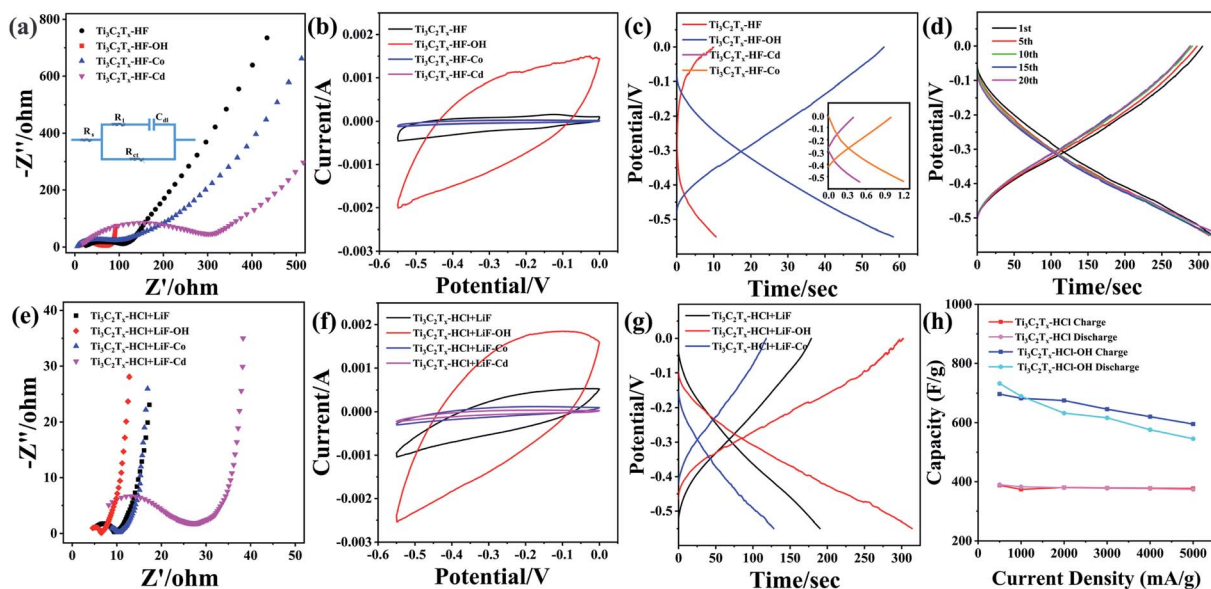 (a)
800
600
400
200
0
-Z''/ohm
Ti₃C₂Tₓ-HF
Ti₃C₂Tₓ-HF-OH
Ti₃C₂Tₓ-HF-Co
Ti₃C₂Tₓ-HF-Cd
Rₛ
R₁
C_dl
R_ct
0 100 200 300 400 500
Z'/ohm
(b)
0.003
0.002
0.001
0.000
-0.001
-0.002
-0.003
Current/A
Ti₃C₂Tₓ-HF
Ti₃C₂Tₓ-HF-OH
Ti₃C₂Tₓ-HF-Co
Ti₃C₂Tₓ-HF-Cd
-0.6 -0.4 -0.2 0.0
Potential/V
(c)
0.0
-0.1
-0.2
-0.3
-0.4
-0.5
Potential/V
Ti₃C₂Tₓ-HF
Ti₃C₂Tₓ-HF-OH
Ti₃C₂Tₓ-HF-Cd
Ti₃C₂Tₓ-HF-Co
0.0
-0.1
-0.2
-0.3
-0.4
-0.5
0.0 0.3 0.6 0.9 1.2
0 10 20 30 40 50 60
Time/sec
(d)
0.0
-0.1
-0.2
-0.3
-0.4
-0.5
Potential/V
1st
5th
10th
15th
20th
0 50 100 150 200 250 300
Time/sec
(e)
40
30
20
10
0
-Z''/ohm
Ti₃C₂Tₓ-HCl+LiF
Ti₃C₂Tₓ-HCl+LiF-OH
Ti₃C₂Tₓ-HCl+LiF-Co
Ti₃C₂Tₓ-HCl+LiF-Cd
0 10 20 30 40 50
Z'/ohm
(f)
0.003
0.002
0.001
0.000
-0.001
-0.002
-0.003
Current/A
Ti₃C₂Tₓ-HCl+LiF
Ti₃C₂Tₓ-HCl+LiF-OH
Ti₃C₂Tₓ-HCl+LiF-Co
Ti₃C₂Tₓ-HCl+LiF-Cd
-0.6 -0.4 -0.2 0.0
Potential/V
(g)
0.0
-0.1
-0.2
-0.3
-0.4
-0.5
Potential/V
Ti₃C₂Tₓ-HCl+LiF
Ti₃C₂Tₓ-HCl+LiF-OH
Ti₃C₂Tₓ-HCl+LiF-Co
0 50 100 150 200 250 300
Time/sec
(h)
1000
800
600
400
200
Capacity (F/g)
Ti₃C₂Tₓ-HCl Charge
Ti₃C₂Tₓ-HCl Discharge
Ti₃C₂Tₓ-HCl-OH Charge
Ti₃C₂Tₓ-HCl-OH Discharge
0 1000 2000 3000 4000 5000
Current Density (mA/g)